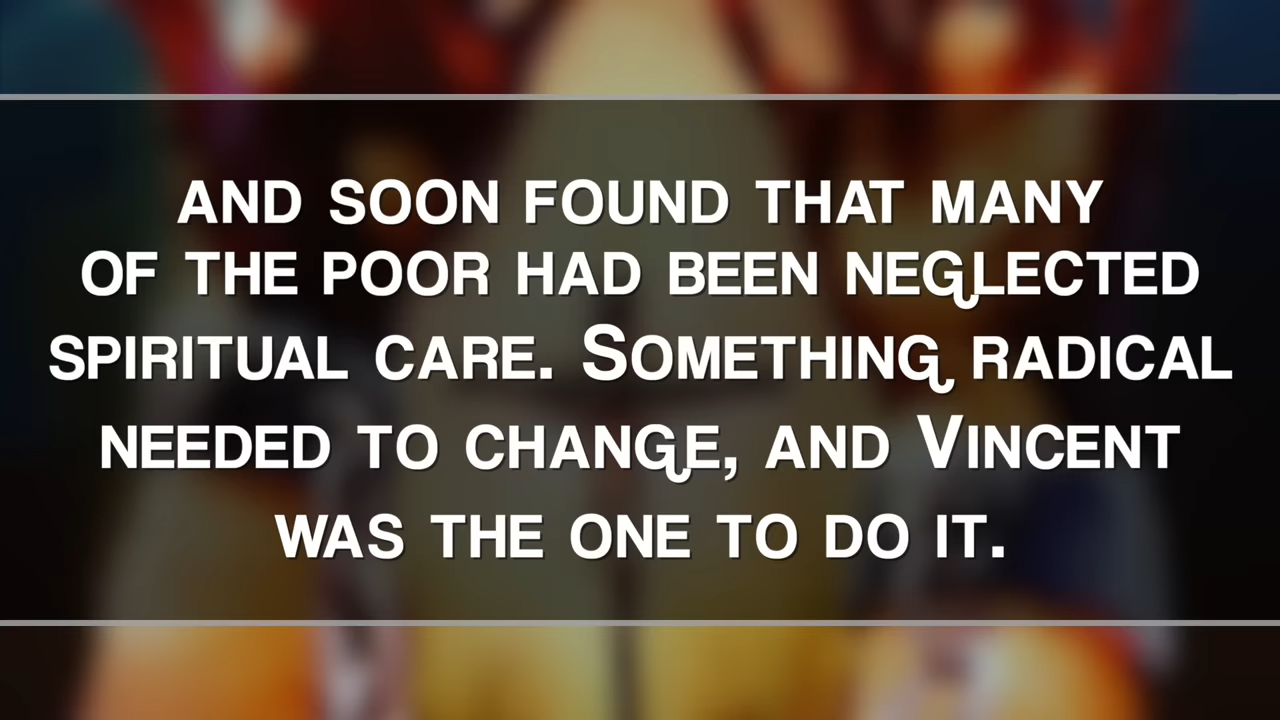 AND SOON FOUND THAT MANY
OF THE POOR HAD BEEN NEGLECTED
SPIRITUAL CARE. SOMETHING RADICAL
NEEDED TO CHANGE, AND VINCENT
WAS THE ONE TO DO IT.